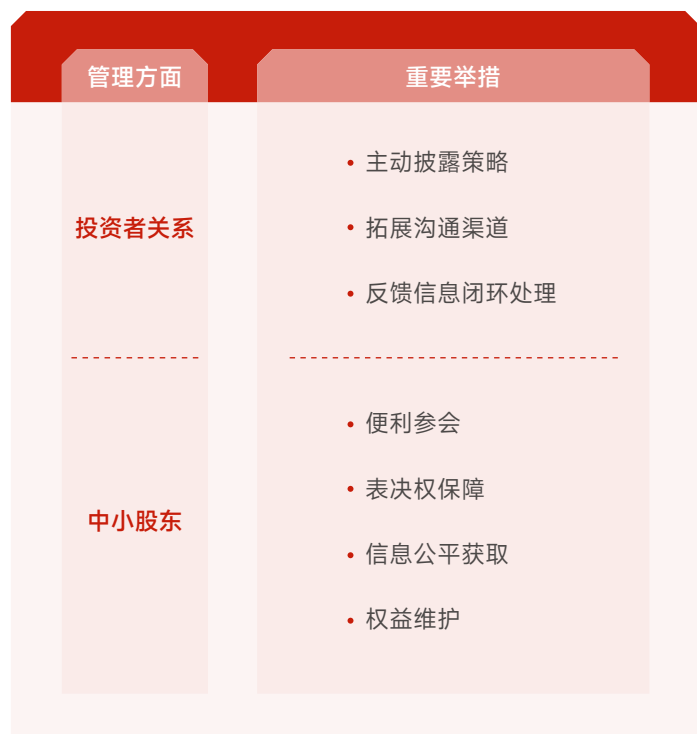 管理方面
重要举措
投资者关系
• 主动披露策略
• 拓展沟通渠道
• 反馈信息闭环处理
中小股东
• 便利参会
• 表决权保障
• 信息公平获取
• 权益维护